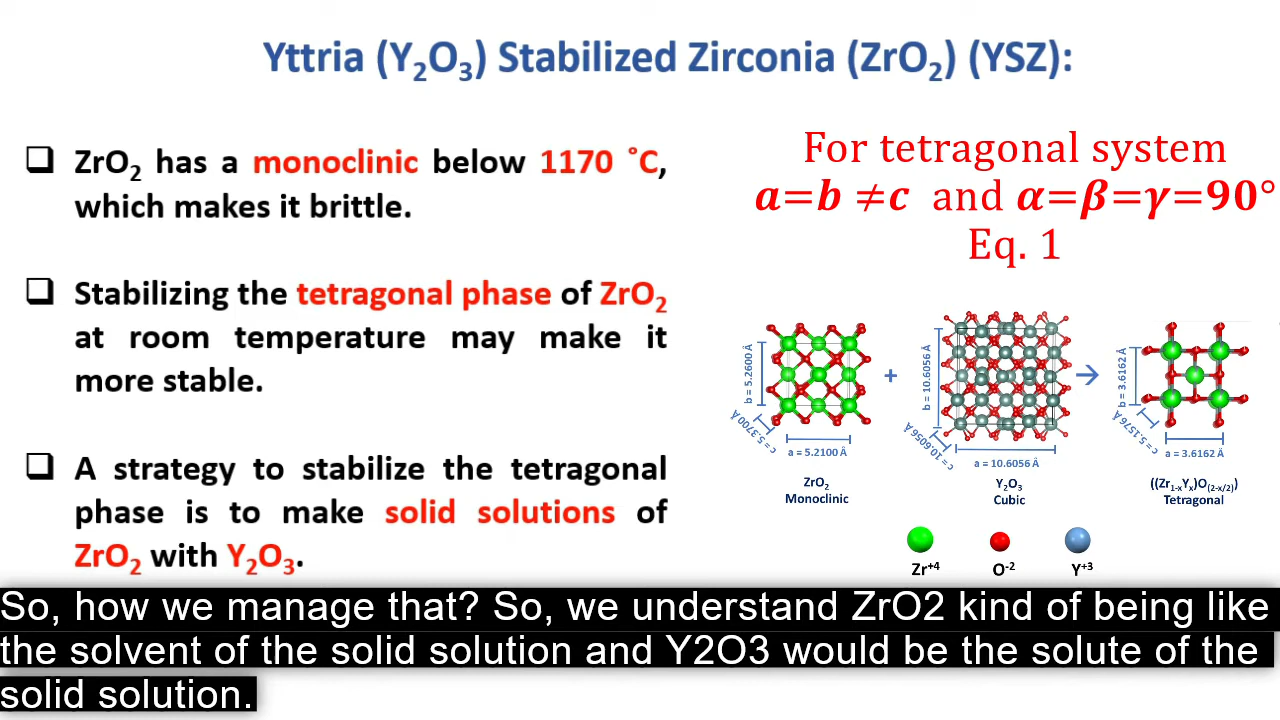 Yttria (Y₂O₃) Stabilized Zirconia (ZrO₂) (YSZ):
❑ ZrO₂ has a monoclinic below 1170 ˚C,
which makes it brittle.
❑ Stabilizing the tetragonal phase of ZrO₂
at room temperature may make it
more stable.
❑ A strategy to stabilize the tetragonal
phase is to make solid solutions of
ZrO₂ with Y₂O₃.
For tetragonal system
a=b ≠c and α=β=γ=90°
Eq. 1
b = 5.2600 Å
c = 5.3700 Å
a = 5.2100 Å
ZrO₂
Monoclinic
+
b = 10.6056 Å
c = 10.6056 Å
a = 10.6056 Å
Y₂O₃
Cubic
→
b = 3.6162 Å
c = 5.1576 Å
a = 3.6162 Å
((Zr₁₋ₓYₓ)O₍₂₋ₓ/₂₎)
Tetragonal
Zr⁺⁴ O⁻² Y⁺³
So, how we manage that? So, we understand ZrO2 kind of being like
the solvent of the solid solution and Y2O3 would be the solute of the
solid solution.